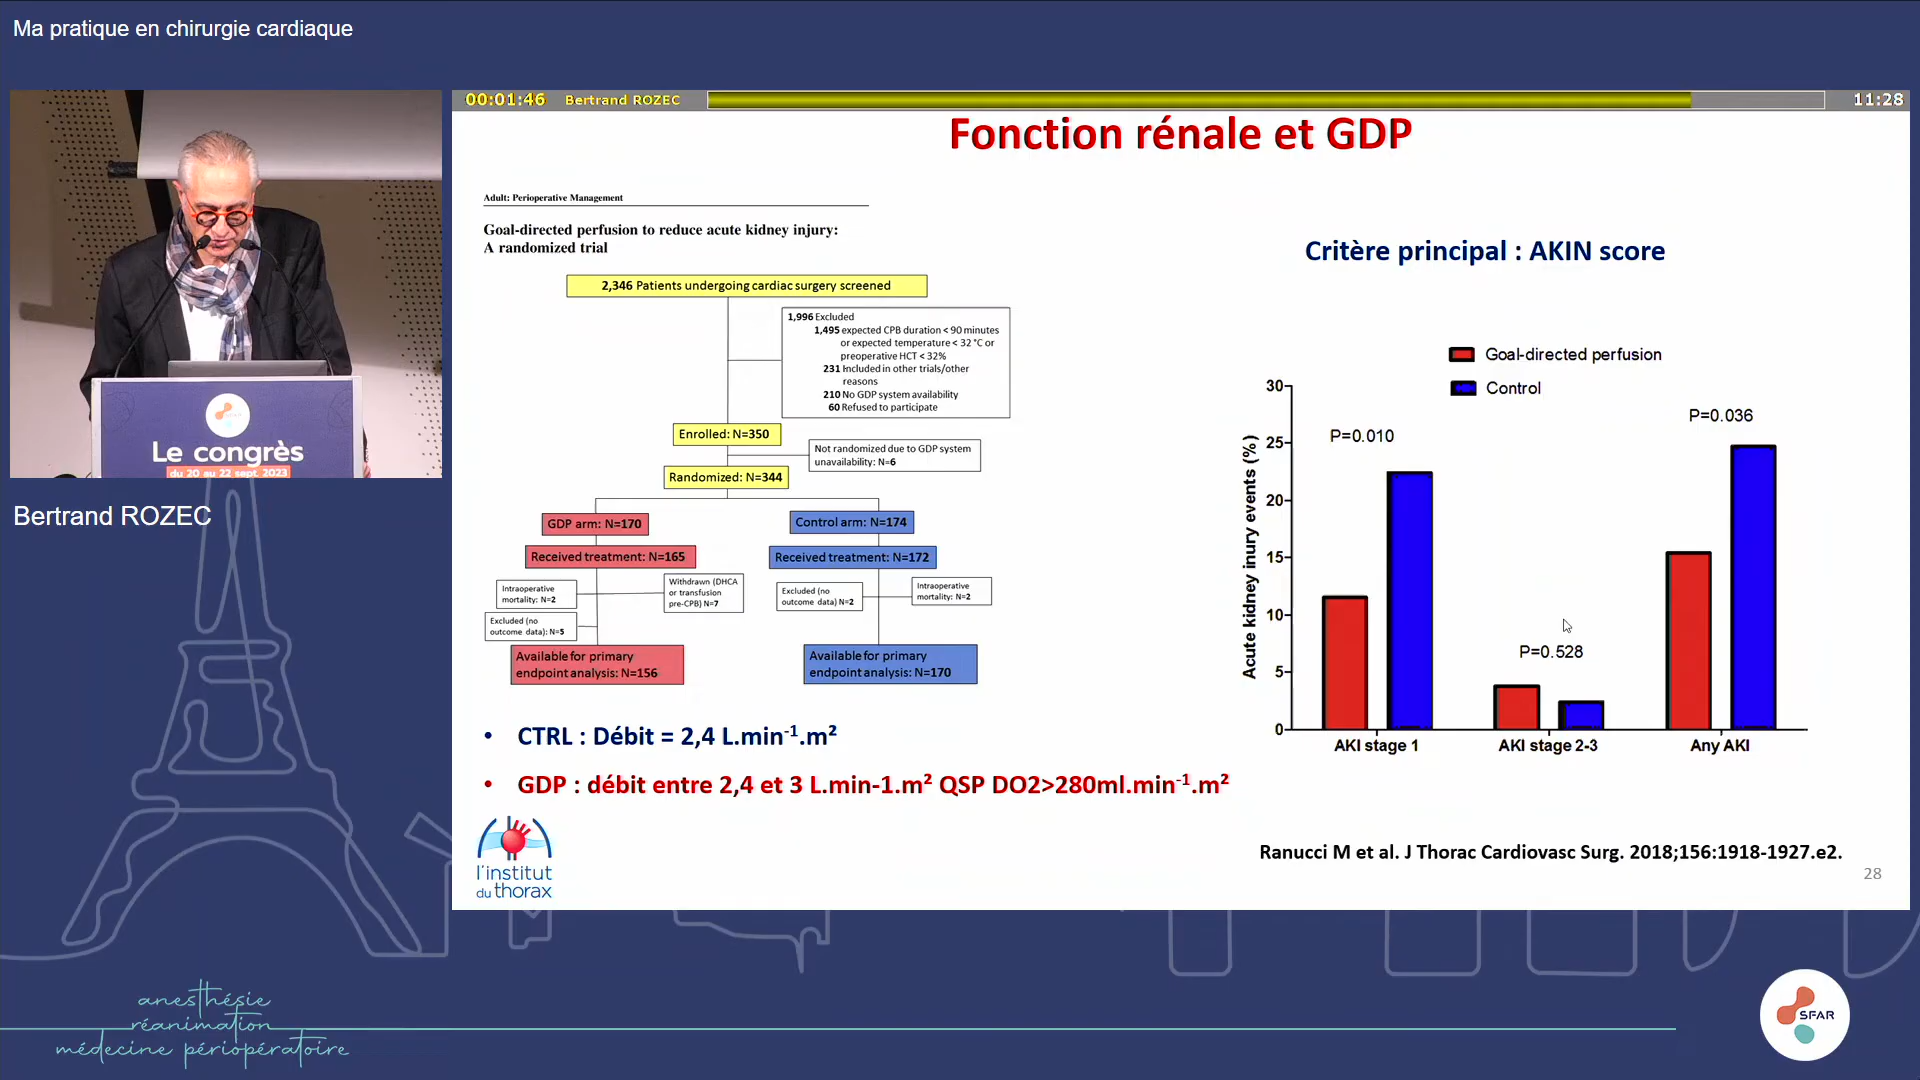 Ma pratique en chirurgie cardiaque
00:01:46 Bertrand ROZEC 11:28
Fonction rénale et GDP
Adult: Perioperative Management
Goal-directed perfusion to reduce acute kidney injury:
A randomized trial
2,346 Patients undergoing cardiac surgery screened
1,996 Excluded
1,495 expected CPB duration < 90 minutes
or expected temperature < 32 °C or
preoperative HCT < 32%
231 Included in other trials/other
reasons
210 No GDP system availability
60 Refused to participate
Enrolled: N=350
Not randomized due to GDP system
unavailability: N=6
Randomized: N=344
GDP arm: N=170
Control arm: N=174
Received treatment: N=165
Received treatment: N=172
Intraoperative
mortality: N=2
Withdrawn (DHCA
or transfusion
pre-CPB) N=7
Excluded (no
outcome data) N=2
Intraoperative
mortality: N=2
Excluded (no
outcome data): N=5
Available for primary
endpoint analysis: N=156
Available for primary
endpoint analysis: N=170
Critère principal : AKIN score
Goal-directed perfusion
Control
Acute kidney inury events (%)
30
25
20
15
10
5
0
P=0.010
P=0.528
P=0.036
AKI stage 1
AKI stage 2-3
Any AKI
• CTRL : Débit = 2,4 L.min⁻¹.m²
• GDP : débit entre 2,4 et 3 L.min-1.m² QSP DO2>280ml.min⁻¹.m²
l'institut
du thorax
Ranucci M et al. J Thorac Cardiovasc Surg. 2018;156:1918-1927.e2.
28
SFAR
Le congrès
du 20 au 22 sept. 2023
Bertrand ROZEC
anesthésie
réanimation
médecine périopératoire
SFAR